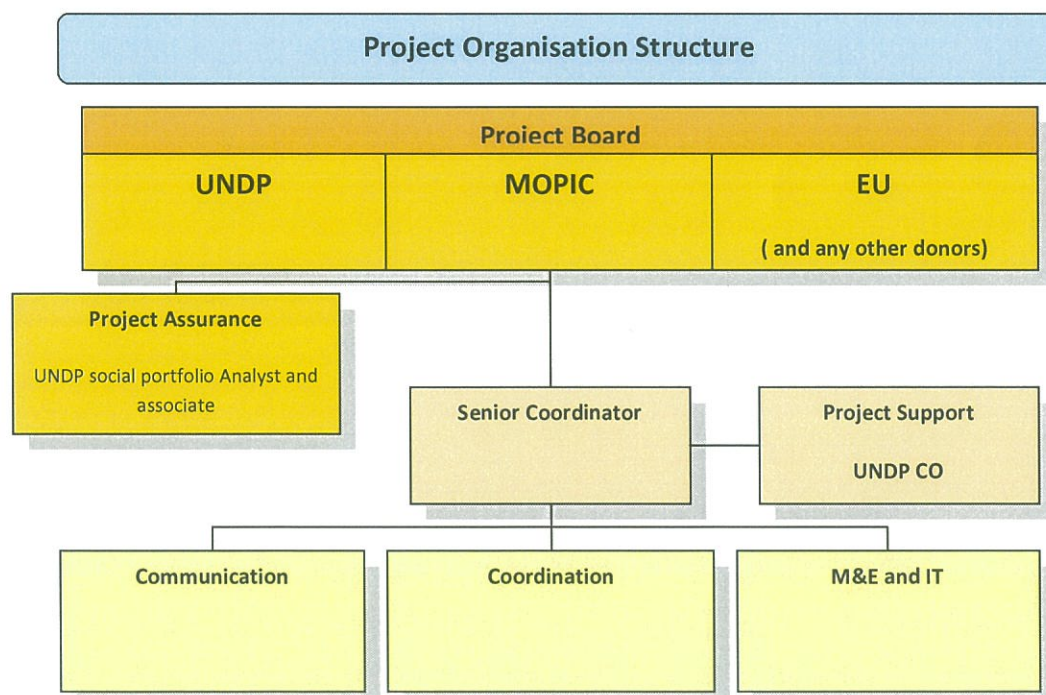 Project Organisation Structure
Project Board
UNDP
MOPIC
EU
( and any other donors)
Project Assurance
UNDP social portfolio Analyst and
associate
Senior Coordinator
Project Support
UNDP CO
Communication
Coordination
M&E and IT